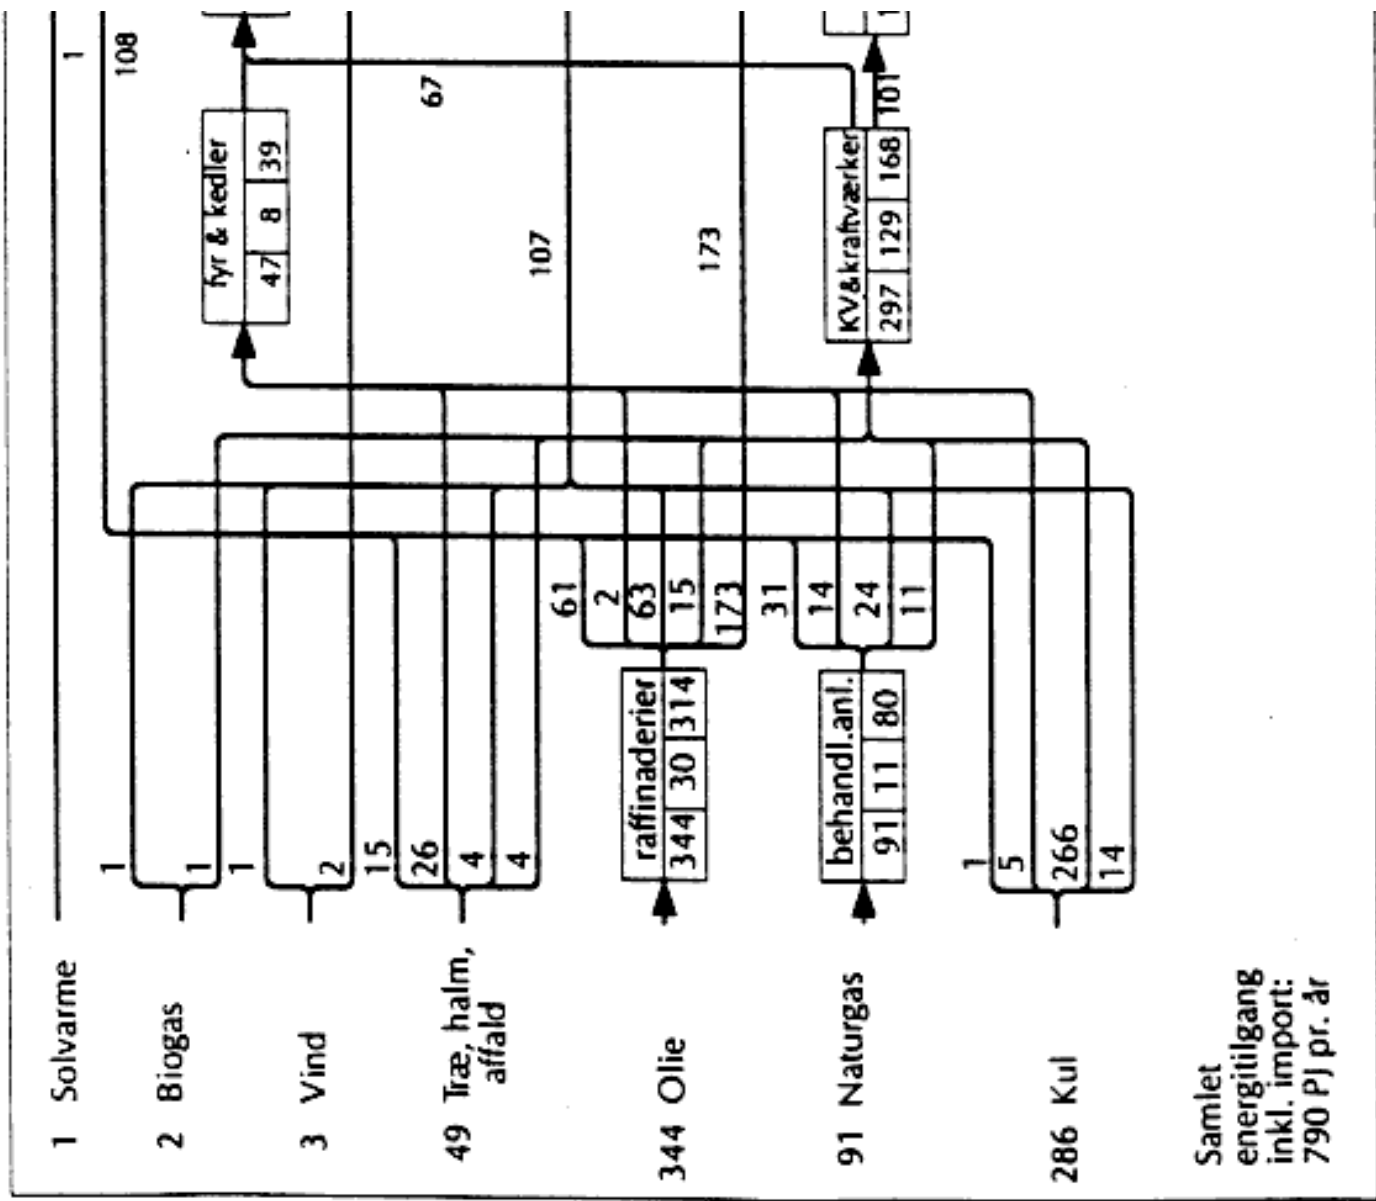 1 Solvarme
2 Biogas
3 Vind
49 Træ, halm,
affald
344 Olie
91 Naturgas
286 Kul
Samlet
energitilgang
inkl. import:
790 PJ pr. år
1
108
1
1
1
2
15
26
4
4
raffinaderier
344 30 314
61
2
63
15
173
behandl.anl.
91 11 80
31
14
24
11
1
5
266
14
fyr & kedler
47 8 39
67
107
173
KV&kraftværker
297 129 168
101